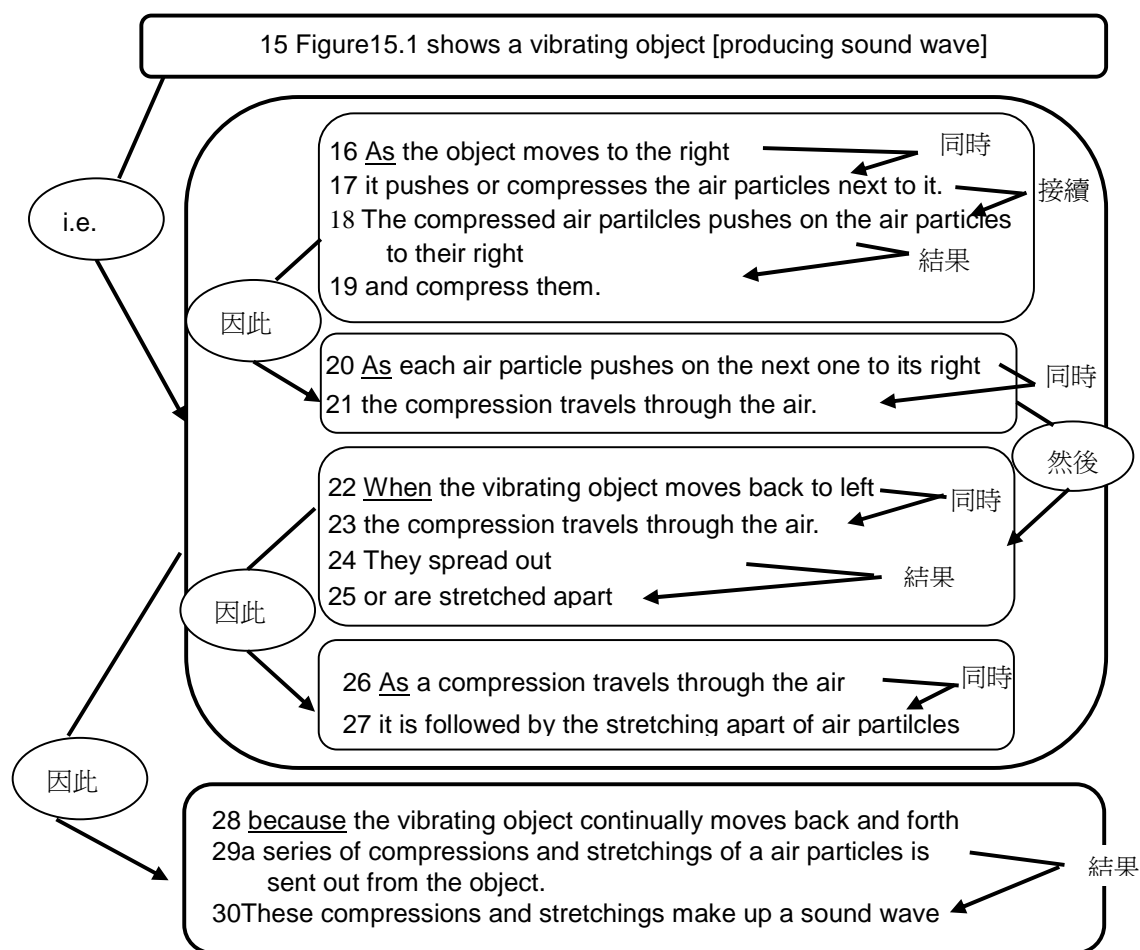 15 Figure15.1 shows a vibrating object [producing sound wave]
i.e.
16 As the object moves to the right
同時
17 it pushes or compresses the air particles next to it.
接續
18 The compressed air partilcles pushes on the air particles
to their right
結果
19 and compress them.
因此
20 As each air particle pushes on the next one to its right
同時
21 the compression travels through the air.
然後
22 When the vibrating object moves back to left
同時
23 the compression travels through the air.
24 They spread out
結果
25 or are stretched apart
因此
26 As a compression travels through the air
同時
27 it is followed by the stretching apart of air partilcles
因此
28 because the vibrating object continually moves back and forth
29a series of compressions and stretchings of a air particles is
sent out from the object.
結果
30These compressions and stretchings make up a sound wave